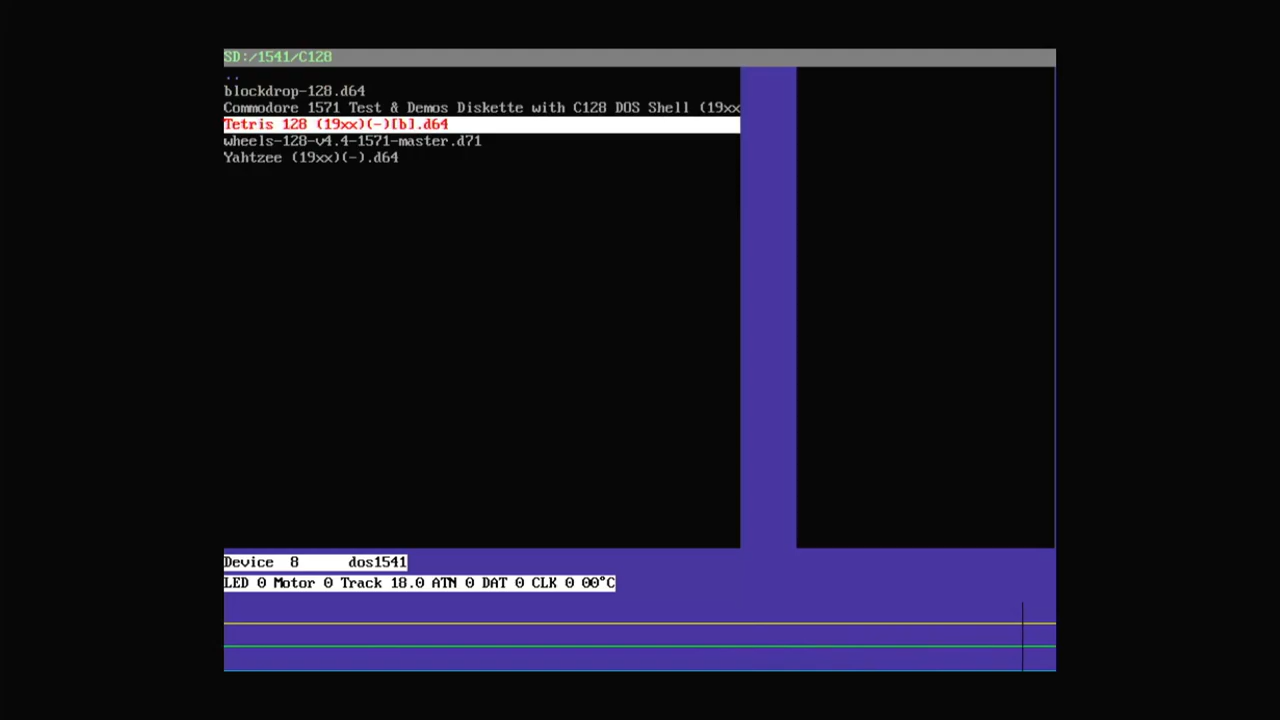 SD:/1541/C128
..
blockdrop-128.d64
Commodore 1571 Test & Demos Diskette with C128 DOS Shell (19xx
Tetris 128 (19xx)(-)[b].d64
wheels-128-v4.4-1571-master.d71
Yahtzee (19xx)(-).d64
Device 8 dos1541
LED 0 Motor 0 Track 18.0 ATN 0 DAT 0 CLK 0 00°C